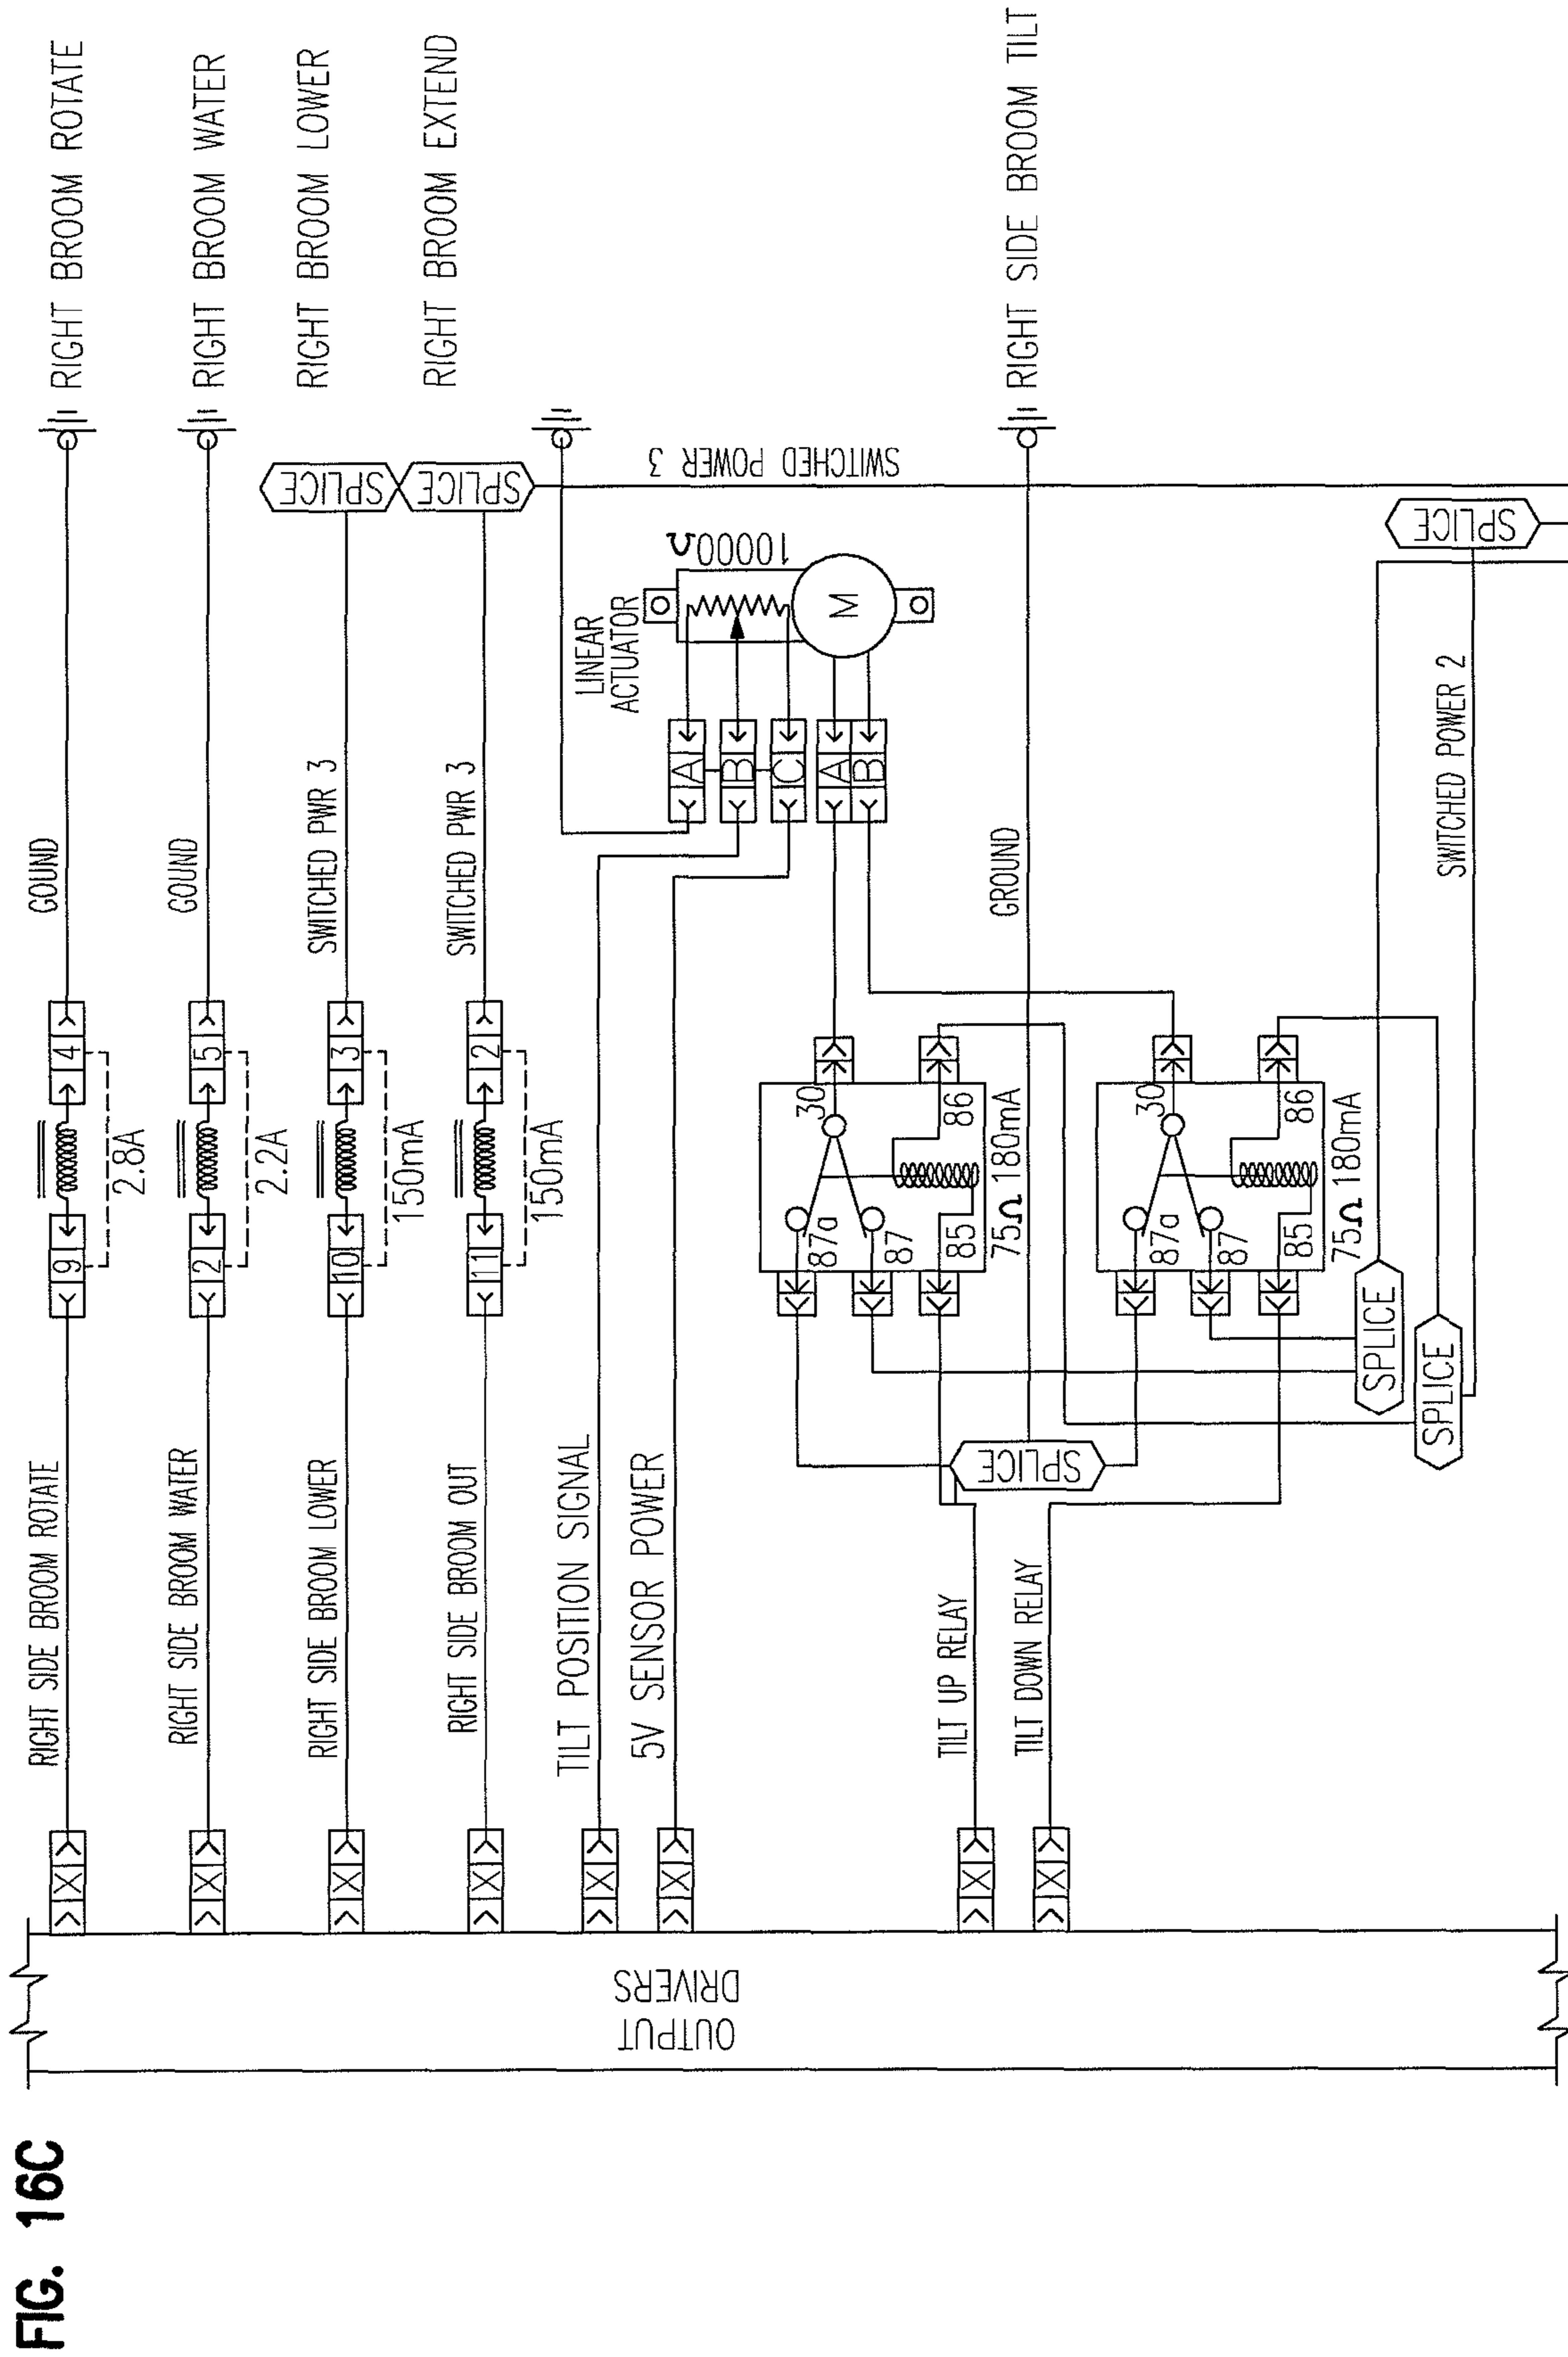 FIG. 16C
OUTPUT
DRIVERS
X
RIGHT SIDE BROOM ROTATE
9
4
2.8A
GOUND
RIGHT BROOM ROTATE
X
RIGHT SIDE BROOM WATER
12
5
2.2A
GOUND
RIGHT BROOM WATER
X
RIGHT SIDE BROOM LOWER
10
3
150mA
SWITCHED PWR 3
SPLICE
RIGHT BROOM LOWER
X
RIGHT SIDE BROOM OUT
11
2
150mA
SWITCHED PWR 3
SPLICE
RIGHT BROOM EXTEND
X
TILT POSITION SIGNAL
X
5V SENSOR POWER
A
B
C
A
B
LINEAR
ACTUATOR
10000Ω
M
SWITCHED POWER 3
X
TILT UP RELAY
X
TILT DOWN RELAY
87a
87
85
30
86
75Ω 180mA
GROUND
RIGHT SIDE BROOM TILT
SPLICE
87a
87
85
30
86
75Ω 180mA
SPLICE
SPLICE
SWITCHED POWER 2
SPLICE